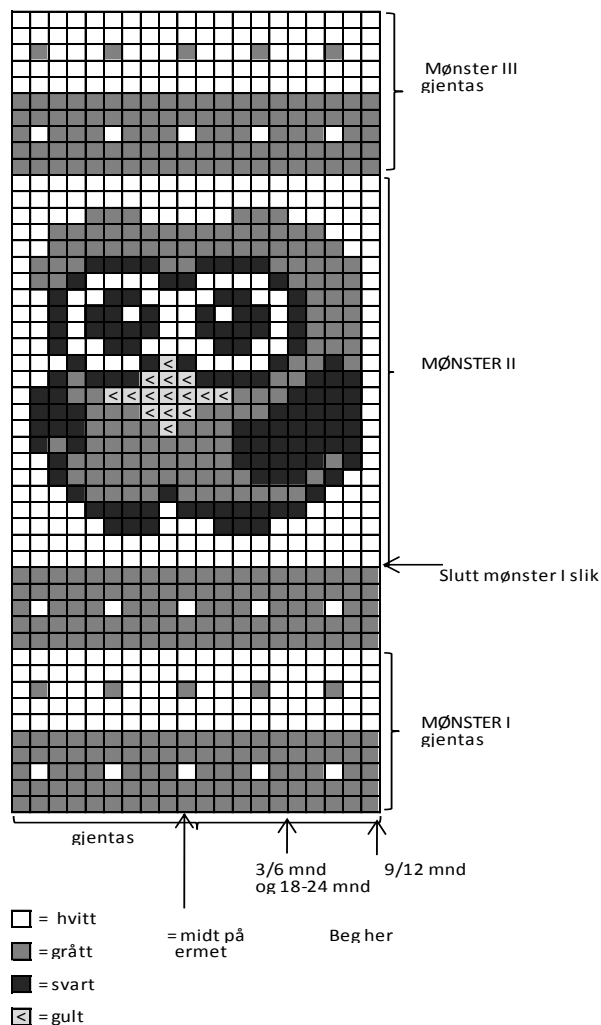 Mønster III
gjentas
MØNSTER II
Slutt mønster I slik
MØNSTER I
gjentas
gjentas
3/6 mnd
og 18-24 mnd
9/12 mnd
= midt på
ermet
Beg her
= hvitt
= grått
= svart
< = gult